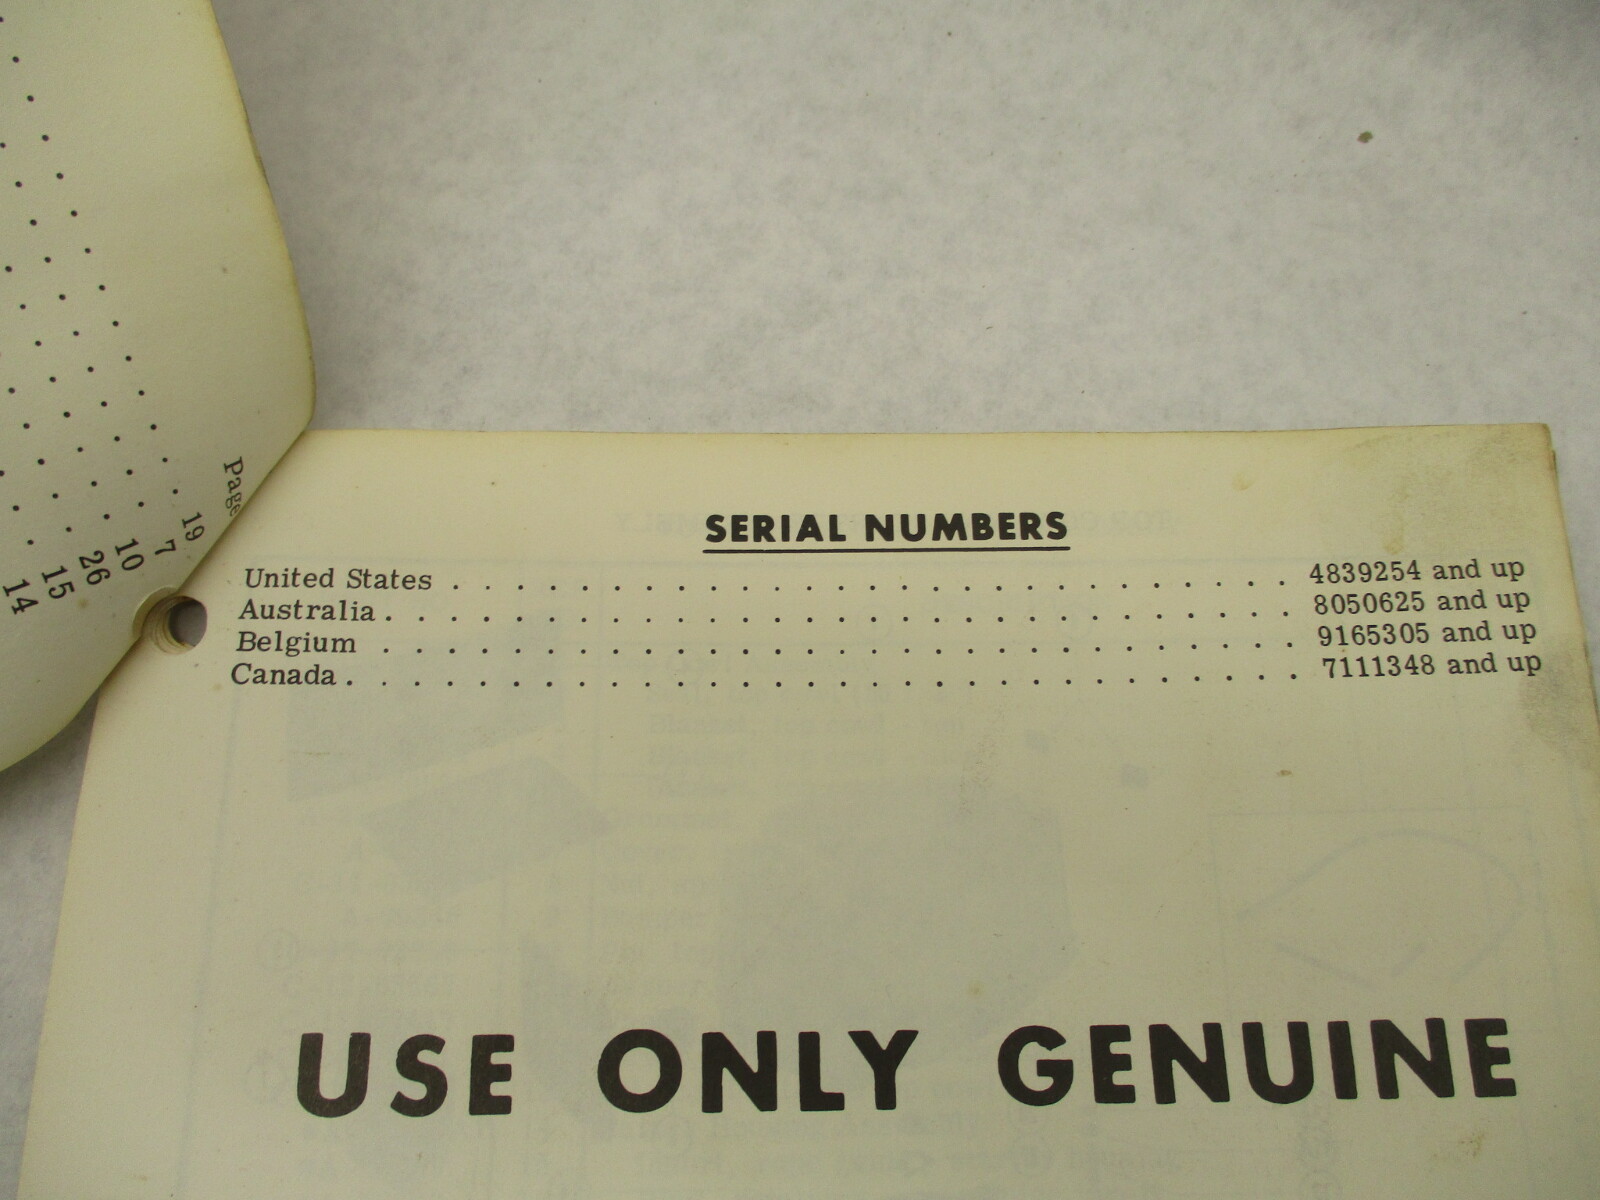 Page
19
7
10
26
15
14
SERIAL NUMBERS
United States . . . . . . . . . . . . . . . . . . . . . . . . . . . 4839254 and up
Australia . . . . . . . . . . . . . . . . . . . . . . . . . . . . 8050625 and up
Belgium . . . . . . . . . . . . . . . . . . . . . . . . . . . . 9165305 and up
Canada . . . . . . . . . . . . . . . . . . . . . . . . . . . . . 7111348 and up
USE ONLY GENUINE